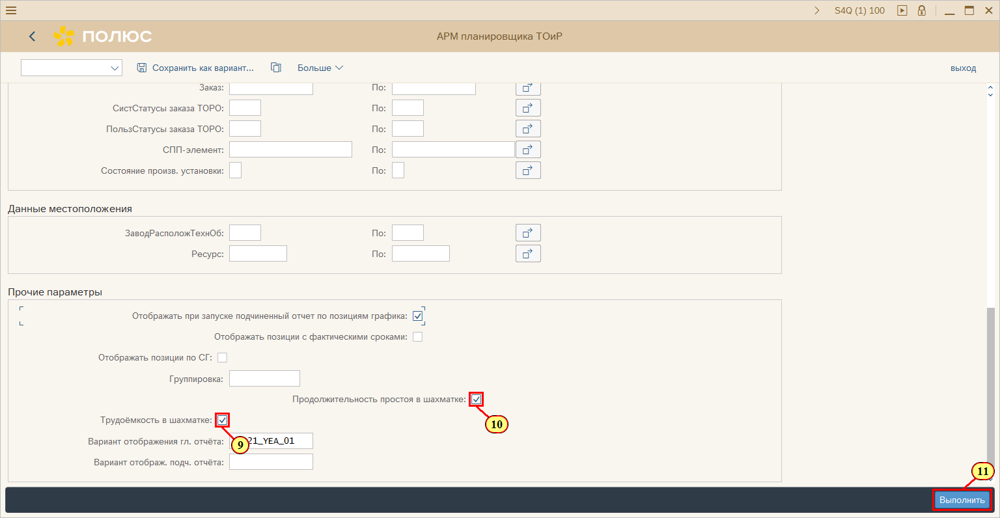 S4Q (1) 100
ПОЛЮС
АРМ планировщика ТОиР
Сохранить как вариант... Больше выход
Заказ: По:
СистСтатусы заказа ТОРО: По:
ПользСтатусы заказа ТОРО: По:
СПП-элемент: По:
Состояние произв. установки: По:
Данные местоположения
ЗаводРасположТехнОб: По:
Ресурс: По:
Прочие параметры
Отображать при запуске подчиненный отчет по позициям графика:
Отображать позиции с фактическими сроками:
Отображать позиции по СГ:
Группировка:
Продолжительность простоя в шахматке:
10
Трудоёмкость в шахматке:
9
Вариант отображения гл. отчёта: 21_YEA_01
Вариант отображ. подч. отчёта:
11
Выполнить